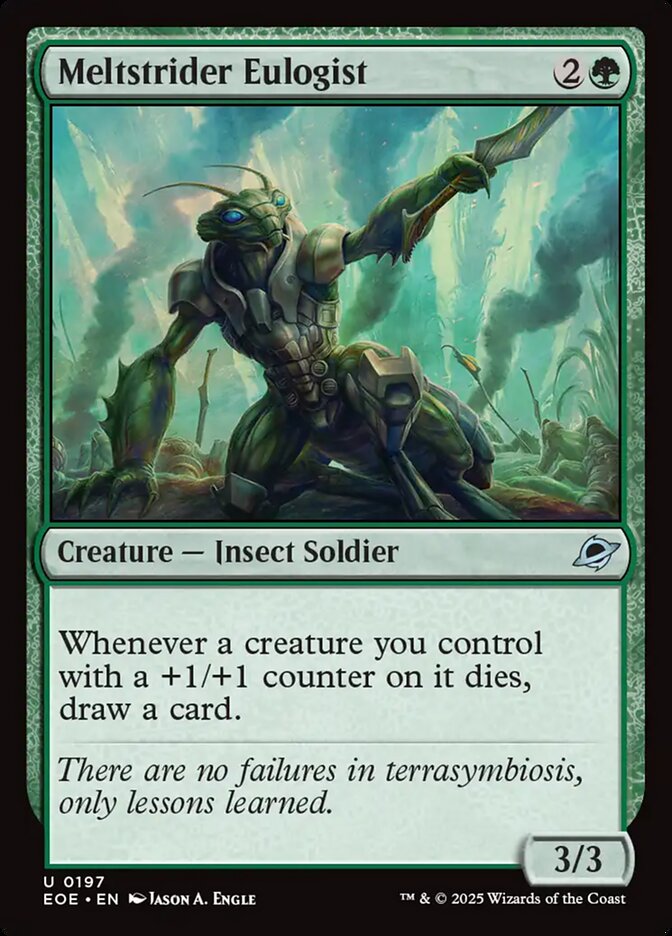 Meltstrider Eulogist 2
Creature — Insect Soldier
Whenever a creature you control
with a +1/+1 counter on it dies,
draw a card.
There are no failures in terrasymbiosis,
only lessons learned.
3/3
U 0197
EOE • EN Jason A. Engle
™ & © 2025 Wizards of the Coast